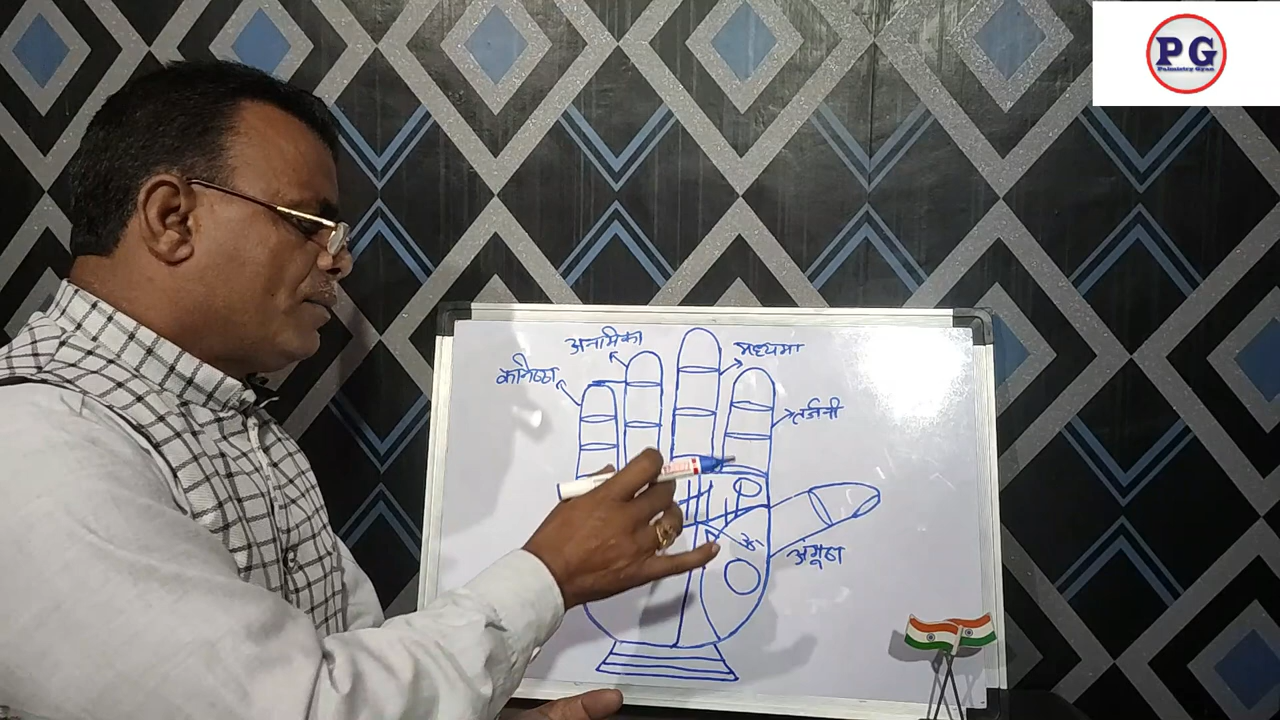 PG
Palmistry Gyan
अनामिका
मध्यमा
कनिष्ठा
तर्जनी
अंगूठा